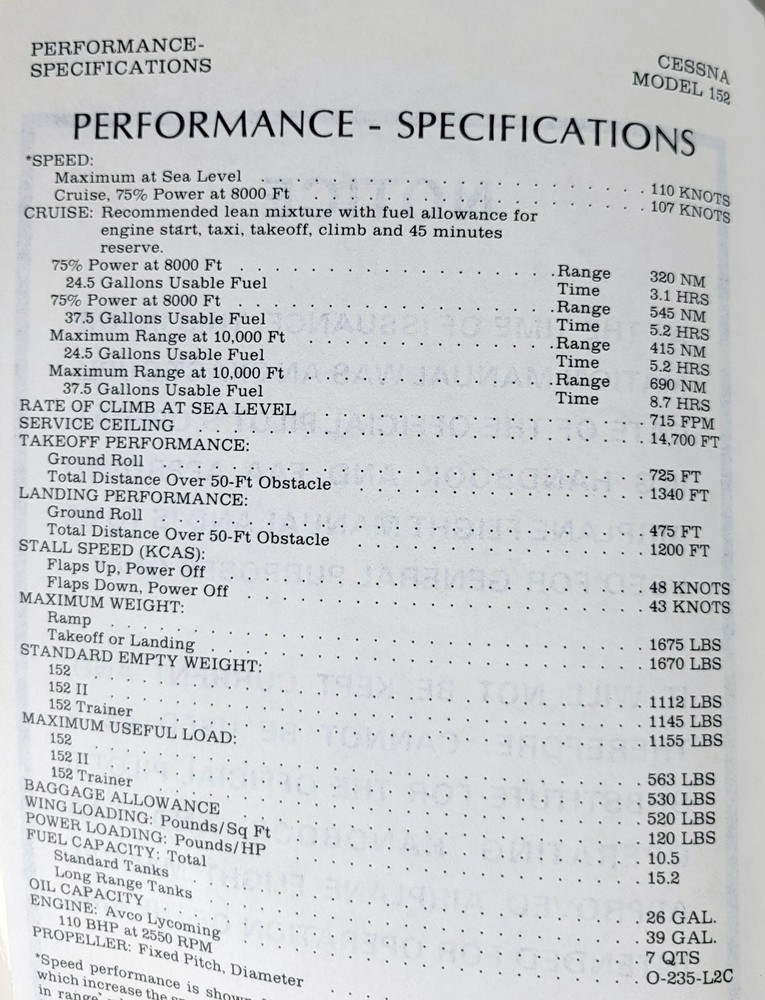 PERFORMANCE-
SPECIFICATIONS
CESSNA
MODEL 152
PERFORMANCE - SPECIFICATIONS
*SPEED:
Maximum at Sea Level . . . . . . . . . . . . . . . . . . . . 110 KNOTS
Cruise, 75% Power at 8000 Ft . . . . . . . . . . . . . . . . 107 KNOTS
CRUISE: Recommended lean mixture with fuel allowance for
engine start, taxi, takeoff, climb and 45 minutes
reserve.
75% Power at 8000 Ft . . . . . . . . . . . . . . . Range 320 NM
24.5 Gallons Usable Fuel Time 3.1 HRS
75% Power at 8000 Ft . . . . . . . . . . . . . . . Range 545 NM
37.5 Gallons Usable Fuel Time 5.2 HRS
Maximum Range at 10,000 Ft . . . . . . . . . . . . Range 415 NM
24.5 Gallons Usable Fuel Time 5.2 HRS
Maximum Range at 10,000 Ft . . . . . . . . . . . . Range 690 NM
37.5 Gallons Usable Fuel Time 8.7 HRS
RATE OF CLIMB AT SEA LEVEL . . . . . . . . . . . . . . . . . 715 FPM
SERVICE CEILING . . . . . . . . . . . . . . . . . . . . . . 14,700 FT
TAKEOFF PERFORMANCE:
Ground Roll . . . . . . . . . . . . . . . . . . . . . . . . 725 FT
Total Distance Over 50-Ft Obstacle . . . . . . . . . . . . . 1340 FT
LANDING PERFORMANCE:
Ground Roll . . . . . . . . . . . . . . . . . . . . . . . . 475 FT
Total Distance Over 50-Ft Obstacle . . . . . . . . . . . . . 1200 FT
STALL SPEED (KCAS):
Flaps Up, Power Off . . . . . . . . . . . . . . . . . . . . 48 KNOTS
Flaps Down, Power Off . . . . . . . . . . . . . . . . . . . 43 KNOTS
MAXIMUM WEIGHT:
Ramp . . . . . . . . . . . . . . . . . . . . . . . . . . . 1675 LBS
Takeoff or Landing . . . . . . . . . . . . . . . . . . . . . 1670 LBS
STANDARD EMPTY WEIGHT:
152 . . . . . . . . . . . . . . . . . . . . . . . . . . . . 1112 LBS
152 II . . . . . . . . . . . . . . . . . . . . . . . . . . 1145 LBS
152 Trainer . . . . . . . . . . . . . . . . . . . . . . . . 1155 LBS
MAXIMUM USEFUL LOAD:
152 . . . . . . . . . . . . . . . . . . . . . . . . . . . . 563 LBS
152 II . . . . . . . . . . . . . . . . . . . . . . . . . . 530 LBS
152 Trainer . . . . . . . . . . . . . . . . . . . . . . . . 520 LBS
BAGGAGE ALLOWANCE . . . . . . . . . . . . . . . . . . . . . 120 LBS
WING LOADING: Pounds/Sq Ft . . . . . . . . . . . . . . . . . 10.5
POWER LOADING: Pounds/HP . . . . . . . . . . . . . . . . . . 15.2
FUEL CAPACITY: Total
Standard Tanks . . . . . . . . . . . . . . . . . . . . . . . 26 GAL.
Long Range Tanks . . . . . . . . . . . . . . . . . . . . . . 39 GAL.
OIL CAPACITY . . . . . . . . . . . . . . . . . . . . . . . . 7 QTS
ENGINE: Avco Lycoming . . . . . . . . . . . . . . . . . . . O-235-L2C
110 BHP at 2550 RPM
PROPELLER: Fixed Pitch, Diameter . . .
*Speed performance is shown
which increase the
in range